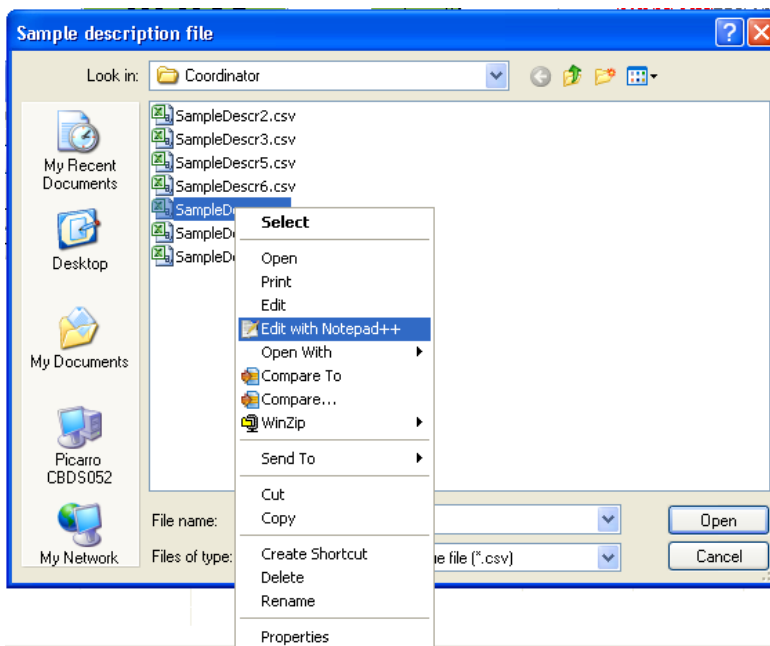 Sample description file
Look in: Coordinator
My Recent
Documents
Desktop
My Documents
Picarro
CBDS052
My Network
SampleDescr2.csv
SampleDescr3.csv
SampleDescr5.csv
SampleDescr6.csv
SampleDe
SampleDe
SampleDe
Select
Open
Print
Edit
Edit with Notepad++
Open With
Compare To
Compare...
WinZip
Send To
Cut
Copy
Create Shortcut
Delete
Rename
Properties
File name:
Open
Files of type:
file (*.csv)
Cancel